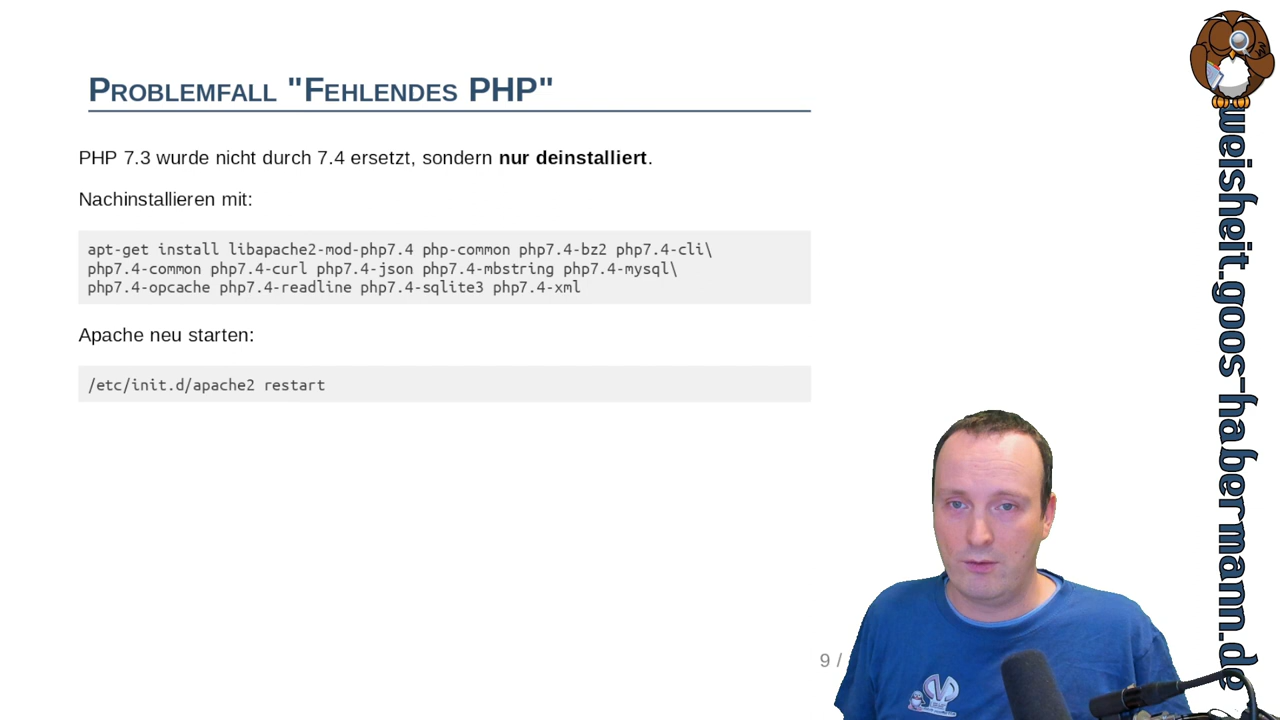 Problemfall "Fehlendes PHP"
PHP 7.3 wurde nicht durch 7.4 ersetzt, sondern nur deinstalliert.
Nachinstallieren mit:
apt-get install libapache2-mod-php7.4 php-common php7.4-bz2 php7.4-cli\
php7.4-common php7.4-curl php7.4-json php7.4-mbstring php7.4-mysql\
php7.4-opcache php7.4-readline php7.4-sqlite3 php7.4-xml
Apache neu starten:
/etc/init.d/apache2 restart
9 /
weisheit.goos-habermann.de